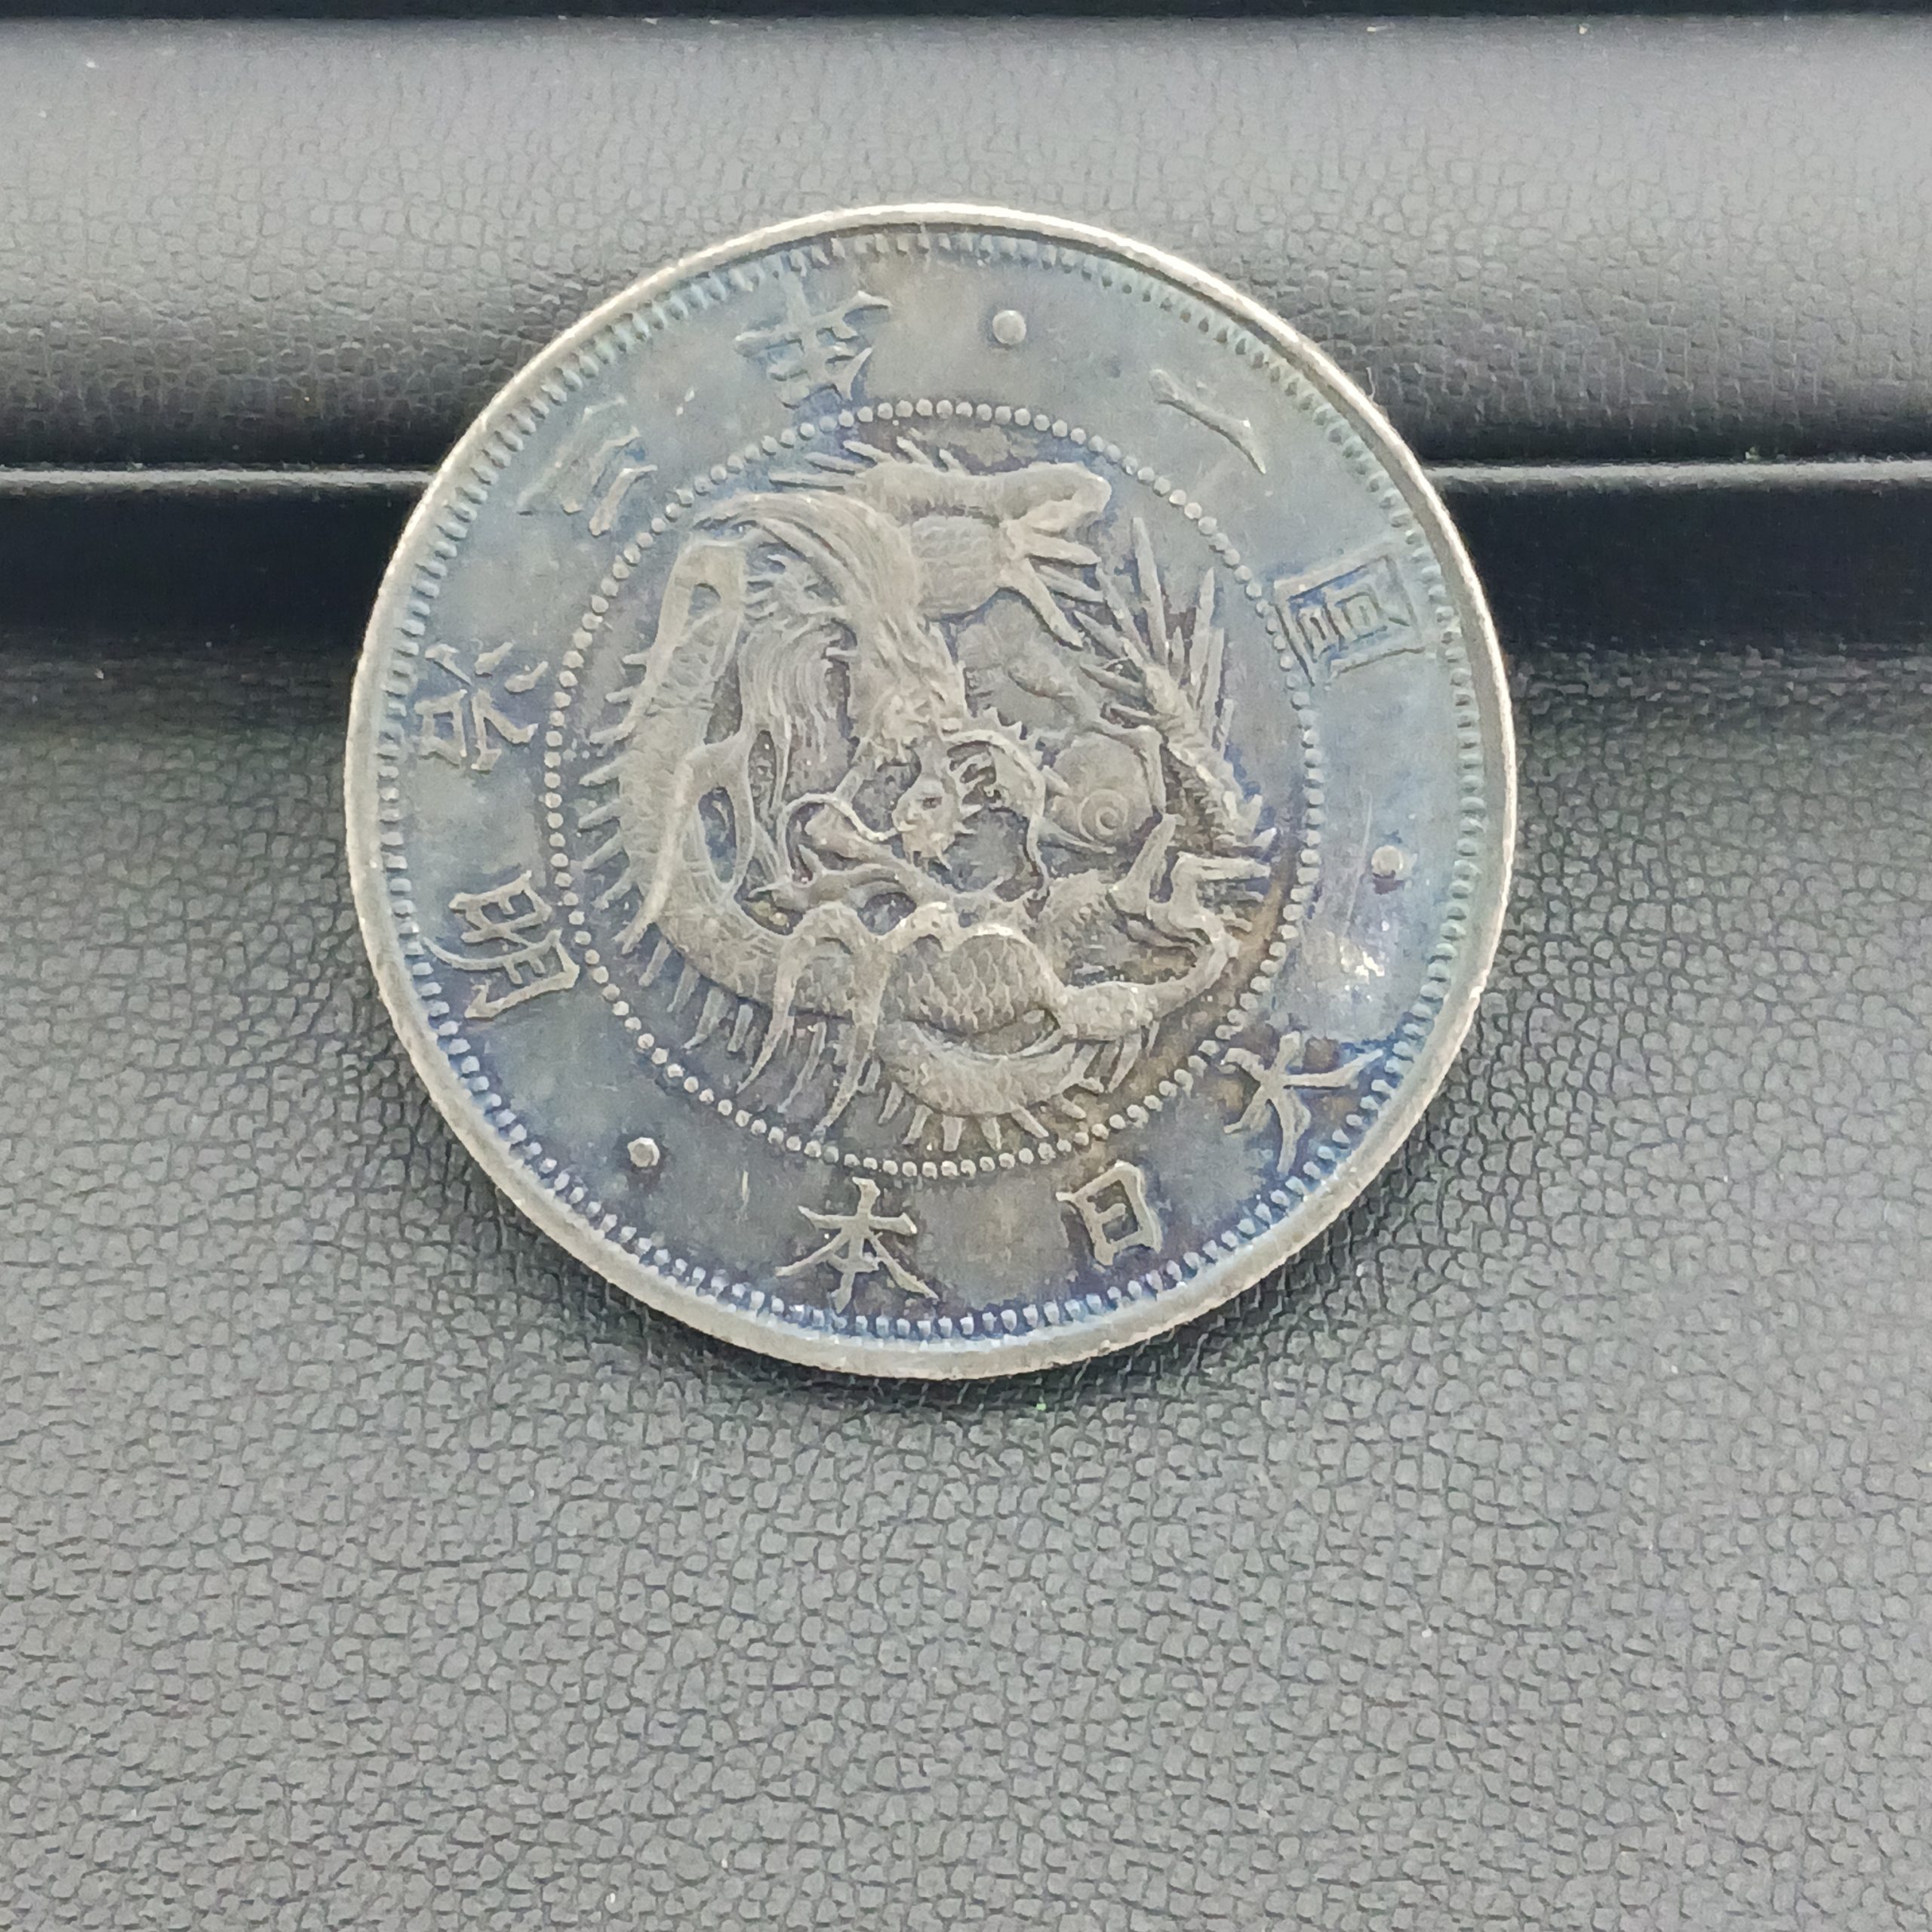 大日本
明治三年
一圓